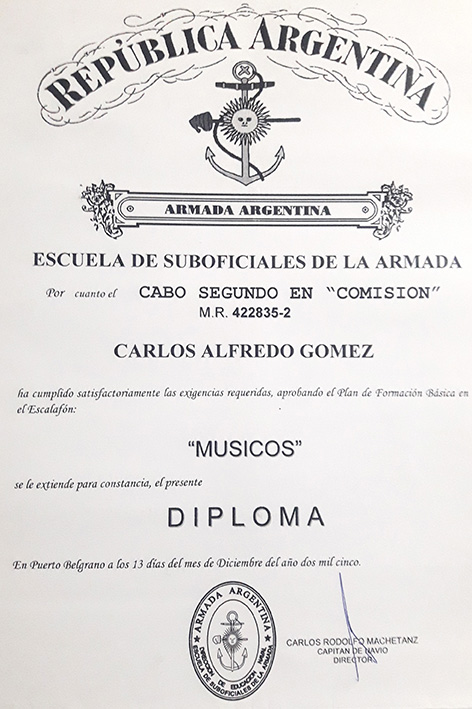 REPÚBLICA ARGENTINA
ARMADA ARGENTINA
ESCUELA DE SUBOFICIALES DE LA ARMADA
Por cuanto el CABO SEGUNDO EN “COMISION”
M.R. 422835-2
CARLOS ALFREDO GOMEZ
ha cumplido satisfactoriamente las exigencias requeridas, aprobando el Plan de Formación Básica en
el Escalafón:
“MUSICOS”
se le extiende para constancia, el presente
DIPLOMA
En Puerto Belgrano a los 13 días del mes de Diciembre del año dos mil cinco.
ARMADA ARGENTINA
DIRECCION DE EDUCACION NAVAL
ESCUELA DE SUBOFICIALES DE LA ARMADA
CARLOS RODOLFO MACHETANZ
CAPITAN DE NAVIO
DIRECTOR